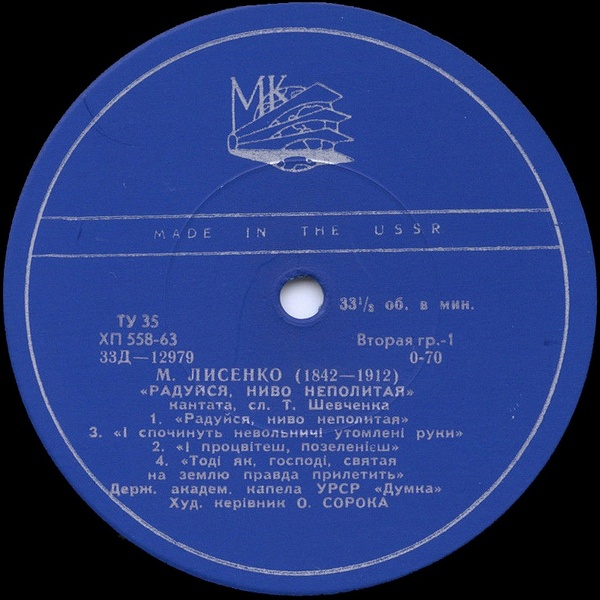 МК
MADE IN THE USSR
33⅓ об. в мин.
ТУ 35
ХП 558-63
Вторая гр.-1
33Д—12979
0-70
М. ЛИСЕНКО (1842—1912)
«РАДУЙСЯ, НИВО НЕПОЛИТАЯ»
кантата, сл. Т. Шевченка
1. «Радуйся, ниво неполитая»
3. «І спочинуть невольничі утомлені руки»
2. «І процвітеш, позеленієш»
4. «Тоді як, господі, святая
на землю правда прилетить»
Держ. академ. капела УРСР «Думка»
Худ. керівник О. СОРОКА